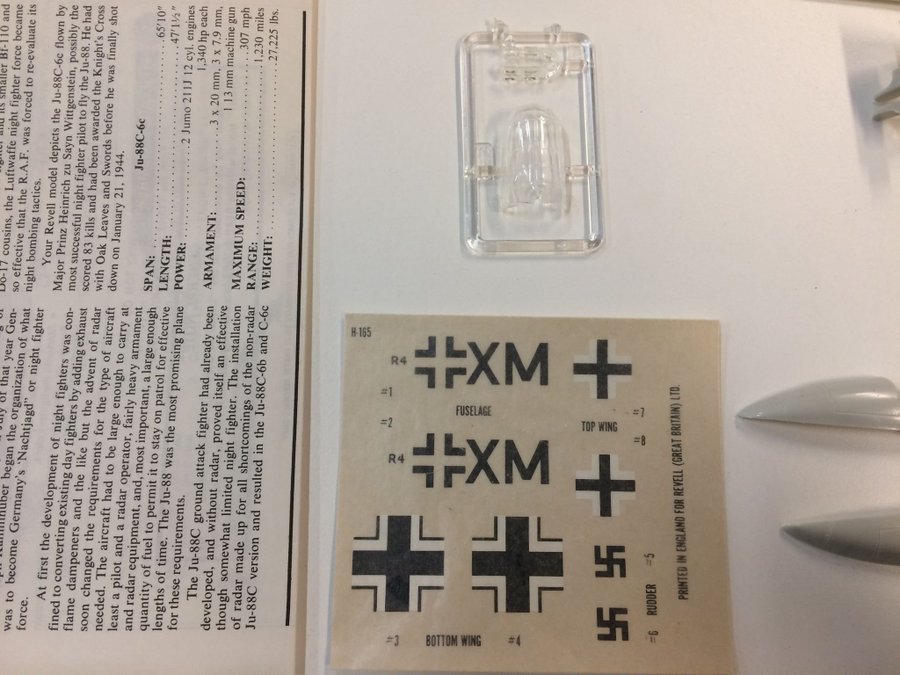 Do-17 cousins, the Luftwaffe night fighter force became
so effective that the R.A.F. was forced to re-evaluate its
night bombing tactics.
Your Revell model depicts the Ju-88C-6c flown by
Major Prinz Heinrich zu Sayn Wittgenstein, possibly the
most successful night fighter pilot to fly the Ju-88. He had
scored 83 kills and had been awarded the Knight's Cross
with Oak Leaves and Swords before he was finally shot
down on January 21, 1944.
Ju-88C-6c
SPAN: 65'10"
LENGTH: 47'1½"
POWER: 2 Jumo 211J 12 cyl. engines
1,340 hp each
ARMAMENT: 3 x 20 mm, 3 x 7.9 mm,
1 13 mm machine gun
MAXIMUM SPEED: 307 mph
RANGE: 1,230 miles
WEIGHT: 27,225 lbs.
was to become Germany's "Nachtjagd" or night fighter
force.
At first the development of night fighters was con-
fined to converting existing day fighters by adding exhaust
flame dampeners and the like but the advent of radar
soon changed the requirements for the type of aircraft
needed. The aircraft had to be large enough to carry at
least a pilot and a radar operator, fairly heavy armament
and radar equipment, and, most important, a large enough
quantity of fuel to permit it to stay on patrol for effective
lengths of time. The Ju-88 was the most promising plane
for these requirements.
The Ju-88C ground attack fighter had already been
developed, and without radar, proved itself an effective
though somewhat limited night fighter. The installation
of radar made up for all shortcomings of the non-radar
Ju-88C version and resulted in the Ju-88C-6b and C-6c
H-165
R4 XM
#1
FUSELAGE
#2
R4 XM
#7
TOP WING
#8
#3 BOTTOM WING #4
#5
RUDDER
#6
PRINTED IN ENGLAND FOR REVELL (GREAT BRITAIN) LTD.